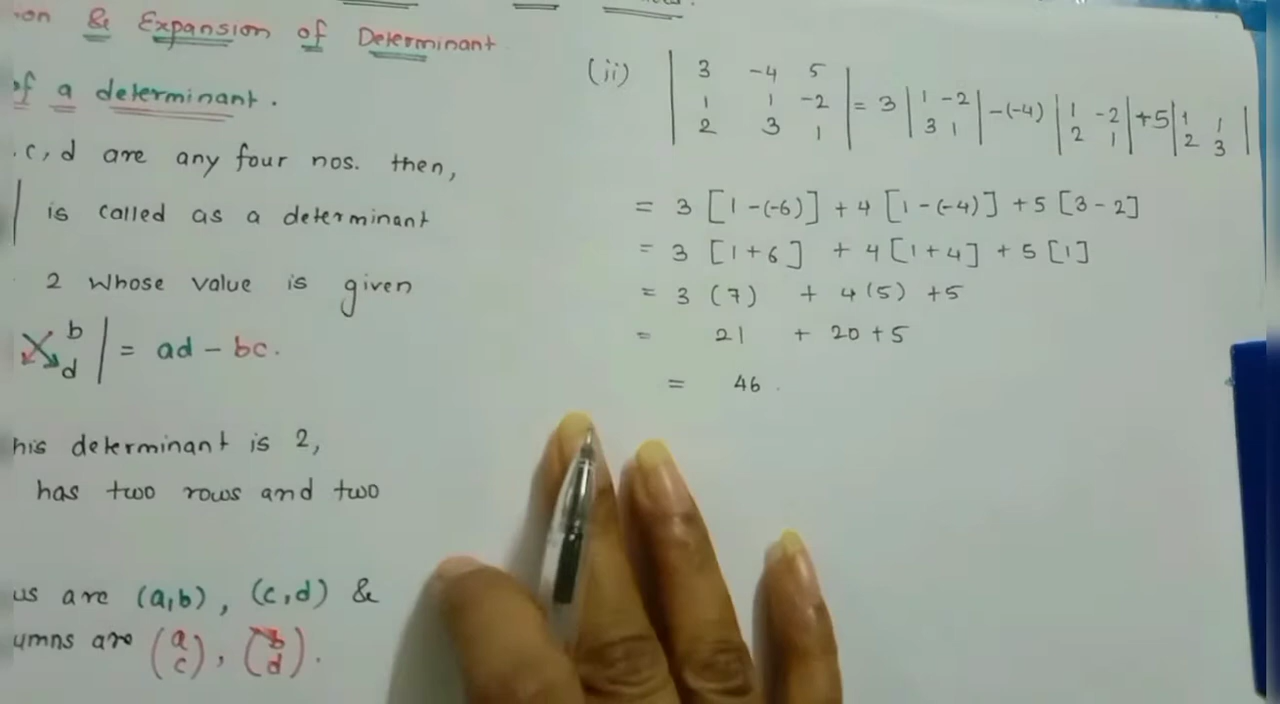 ion & Expansion of Determinant
of a determinant.
c, d are any four nos. then,
| is called as a determinant
2 whose value is given
b
d | = ad - bc.
his determinant is 2,
has two rows and two
us are (a,b), (c,d) &
umns are (a c), (b d).
(ii) | 3 -4 5 | = 3 | 1 -2 | -(-4) | 1 -2 | +5 | 1 1 |
| 1 1 -2 | | 3 1 | | 2 1 | | 2 3 |
| 2 3 1 |
= 3 [1-(-6)] + 4 [1-(-4)] + 5 [3-2]
= 3 [1+6] + 4 [1+4] + 5 [1]
= 3 (7) + 4(5) +5
= 21 + 20 + 5
= 46.